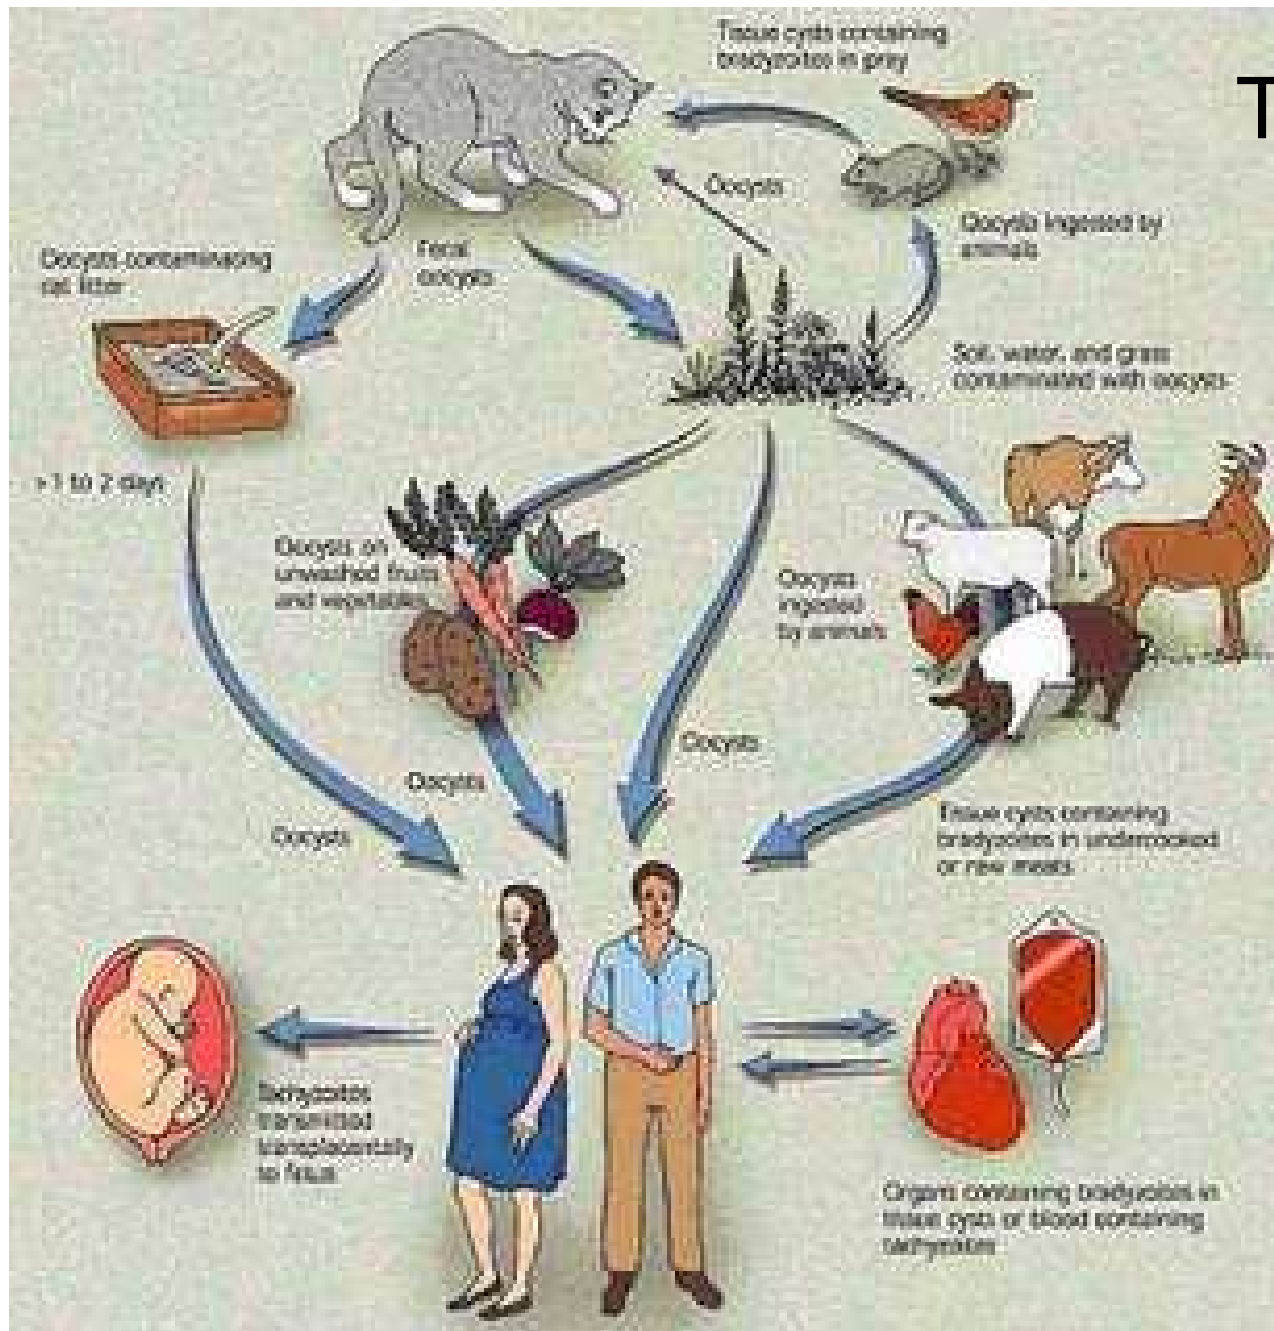 Tissue cysts containing
bradyzoites in prey
T
Oocysts
Oocysts ingested by
animals
Fecal
oocysts
Oocysts contaminating
cat litter
Soil, water, and grass
contaminated with oocysts
>1 to 2 days
Oocysts on
unwashed fruits
and vegetables
Oocysts
ingested
by animals
Oocysts
Oocysts
Oocysts
Tissue cysts containing
bradyzoites in undercooked
or raw meats
Tachyzoites
transmitted
transplacentally
to fetus
Organs containing bradyzoites in
tissue cysts or blood containing
tachyzoites